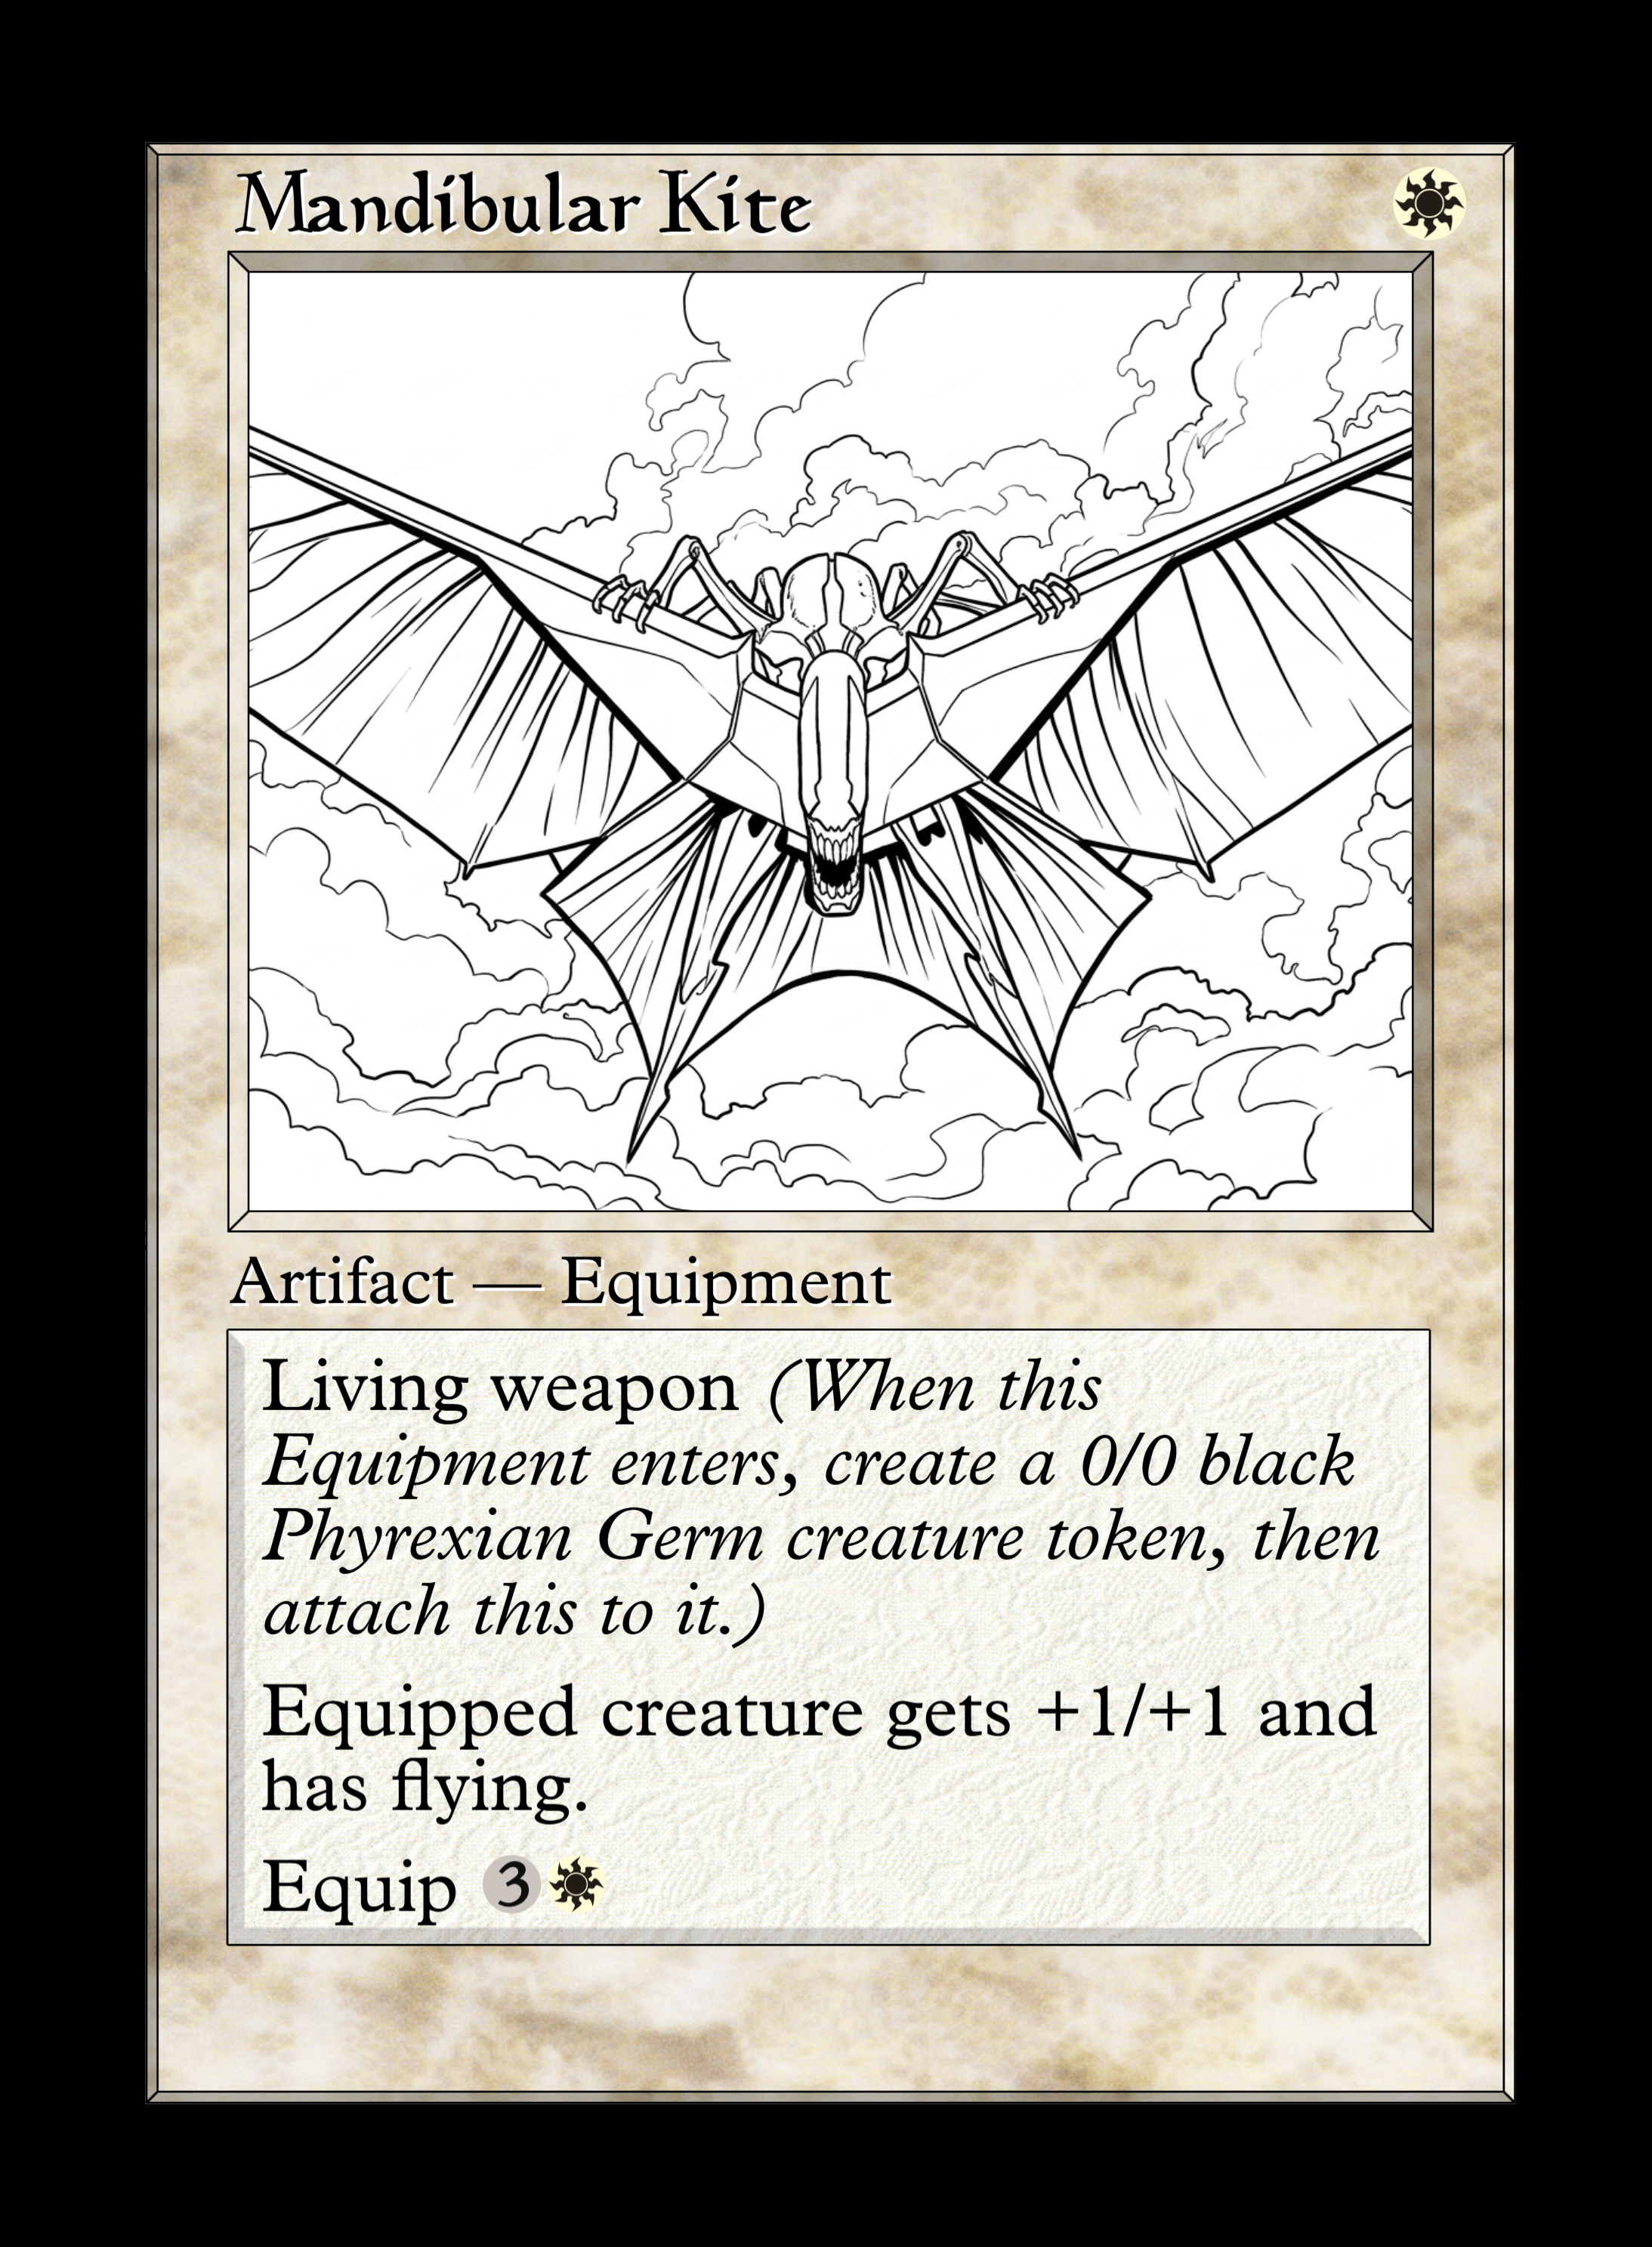 Mandibular Kite
Artifact — Equipment
Living weapon (When this
Equipment enters, create a 0/0 black
Phyrexian Germ creature token, then
attach this to it.)
Equipped creature gets +1/+1 and
has flying.
Equip 3